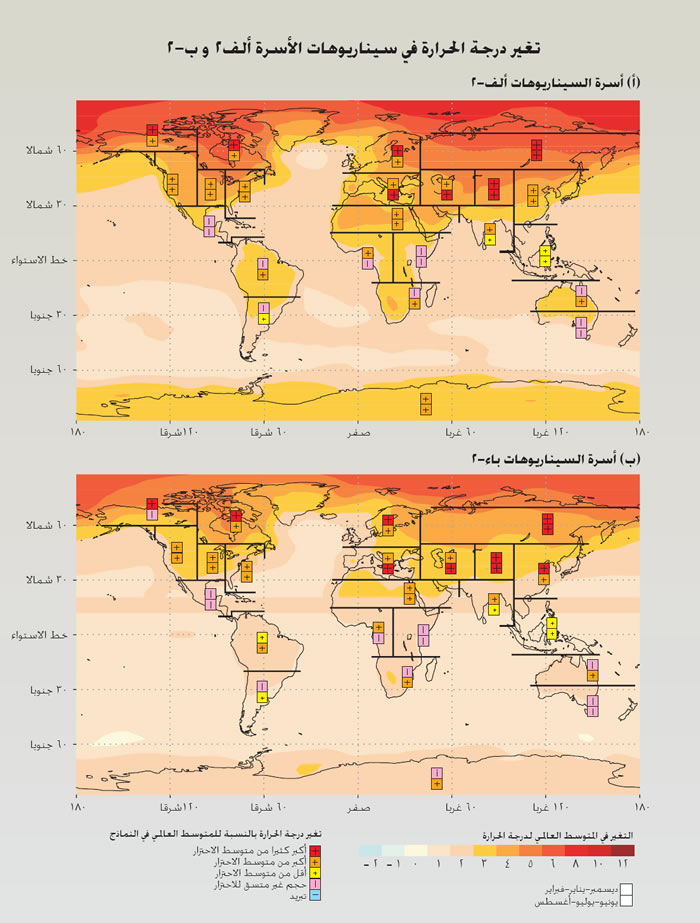 تغير درجة الحرارة في سيناريوهات الأسرة ألف٢ و ب-٢
(أ) أسرة السيناريوهات ألف-٢
٦٠ شمالا
٣٠ شمالا
خط الاستواء
٣٠ جنوبا
٦٠ جنوبا
١٨٠ ١٢٠شرقا ٦٠ شرقا صفر ٦٠ غربا ١٢٠ غربا ١٨٠
(ب) أسرة السيناريوهات باء-٢
٦٠ شمالا
٣٠ شمالا
خط الاستواء
٣٠ جنوبا
٦٠ جنوبا
١٨٠ ١٢٠شرقا ٦٠ شرقا صفر ٦٠ غربا ١٢٠ غربا ١٨٠
تغير درجة الحرارة بالنسبة للمتوسط العالمي في النماذج
أكبر كثيرا من متوسط الاحترار
أكبر من متوسط الاحترار
أقل من متوسط الاحترار
حجم غير متسق للاحترار
تبريد
التغير في المتوسط العالمي لدرجة الحرارة
٢- ١- ٠ ١ ٢ ٣ ٤ ٥ ٦ ٨ ١٠ ١٢
ديسمبر-يناير-فبراير
يونيو-يوليو-أغسطس